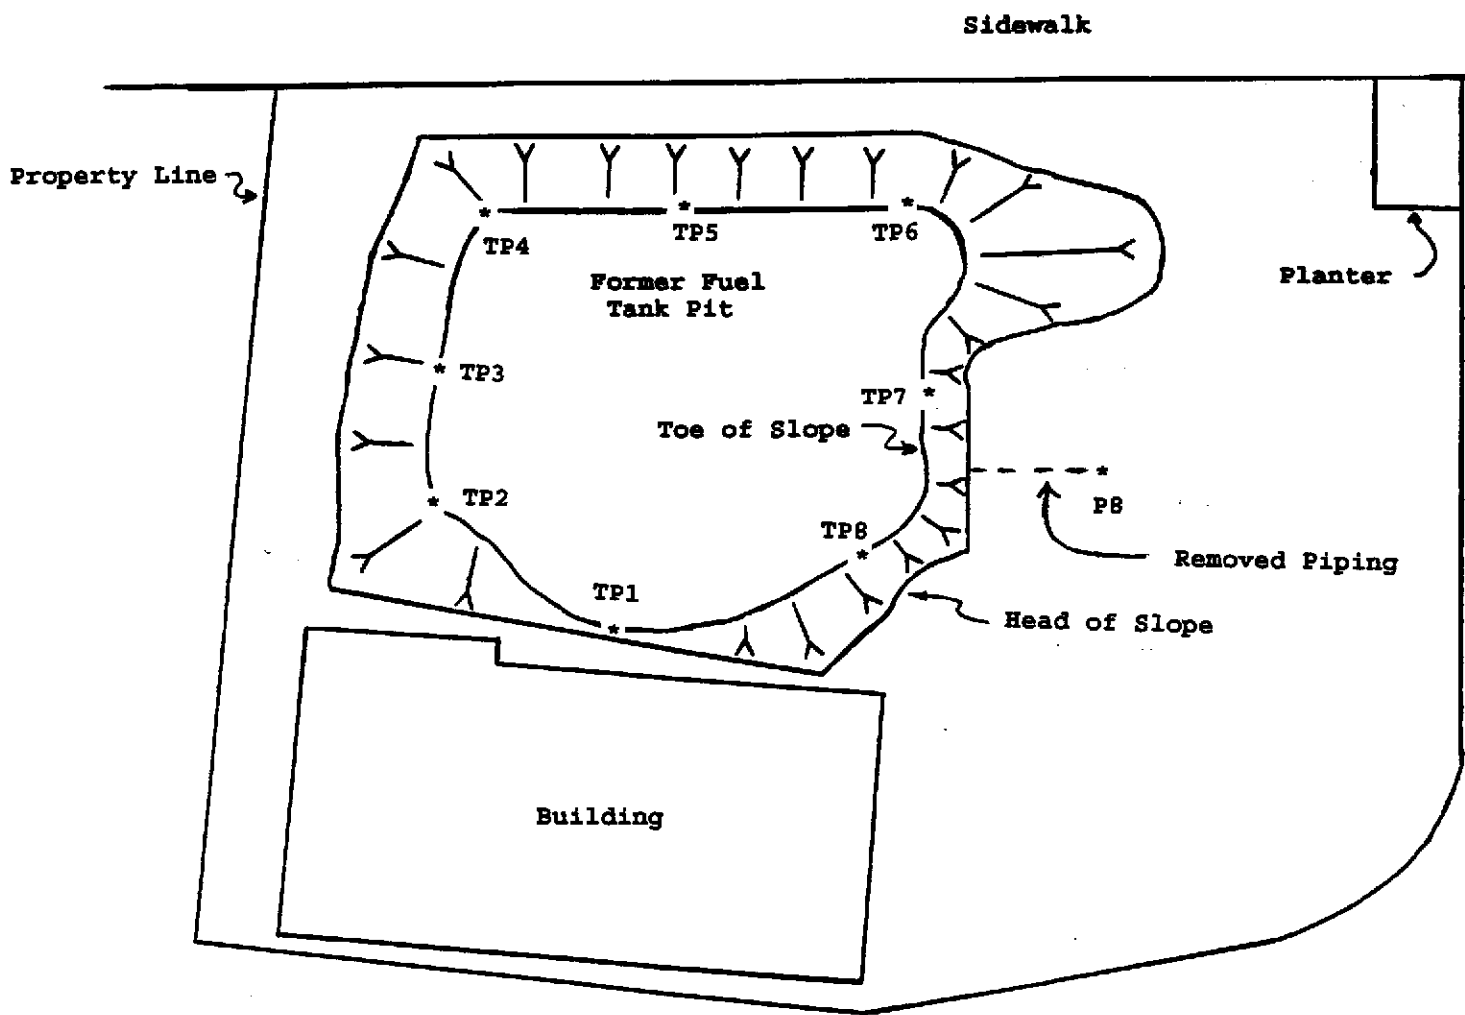 Sidewalk
Property Line
TP4
TP5
TP6
Former Fuel
Tank Pit
Planter
TP3
TP7
Toe of Slope
TP2
P8
TP8
Removed Piping
TP1
Head of Slope
Building